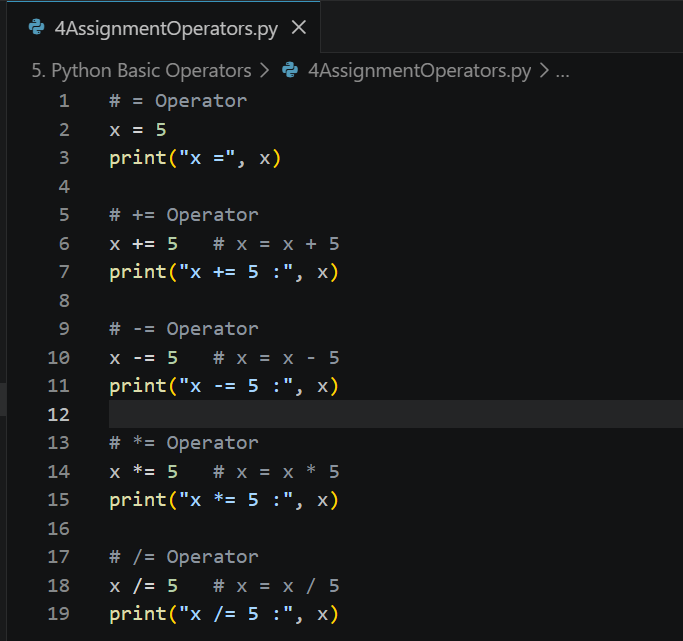 4AssignmentOperators.py
5. Python Basic Operators > 4AssignmentOperators.py > ...
1 # = Operator
2 x = 5
3 print("x =", x)
4
5 # += Operator
6 x += 5   # x = x + 5
7 print("x += 5 :", x)
8
9 # -= Operator
10 x -= 5   # x = x - 5
11 print("x -= 5 :", x)
12
13 # *= Operator
14 x *= 5   # x = x * 5
15 print("x *= 5 :", x)
16
17 # /= Operator
18 x /= 5   # x = x / 5
19 print("x /= 5 :", x)